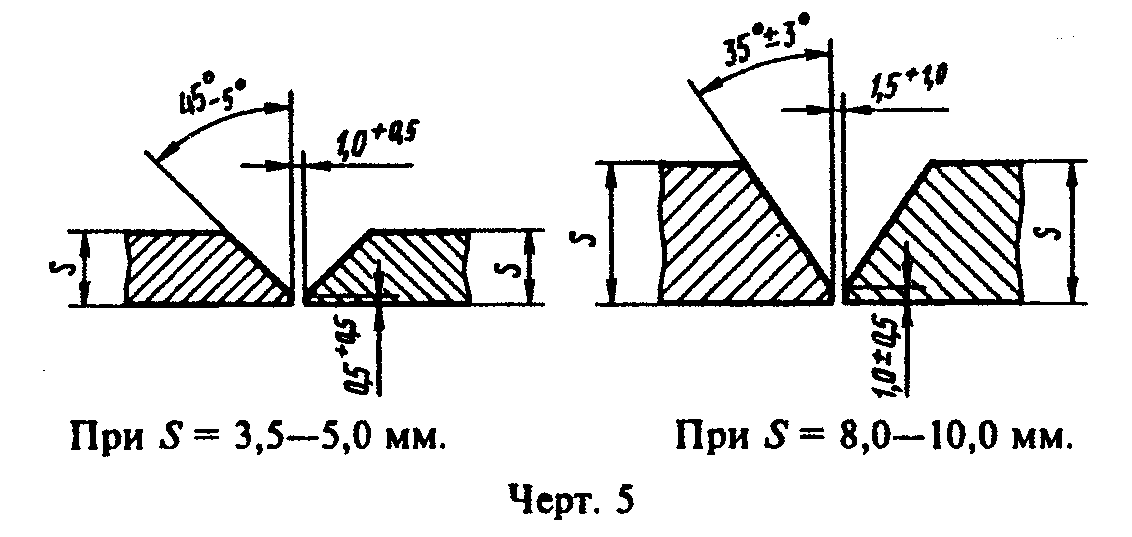 45°-5°
1,0+0,5
S
S
0,5+0,5
35°±3°
1,5+1,0
S
S
1,0±0,5
При S = 3,5—5,0 мм.
При S = 8,0—10,0 мм.
Черт. 5